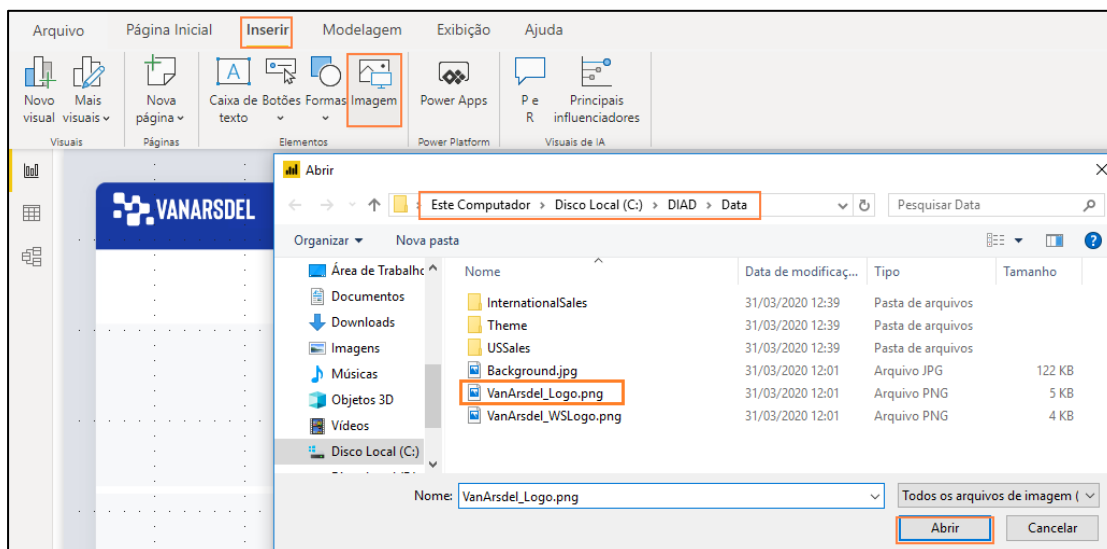 Arquivo Página Inicial Inserir Modelagem Exibição Ajuda
Novo visual
Mais visuais
Nova página
Caixa de texto
Botões
Formas
Imagem
Power Apps
P e R
Principais influenciadores
Visuais
Páginas
Elementos
Power Platform
Visuais de IA
VANARSDEL
Abrir
Este Computador > Disco Local (C:) > DIAD > Data
Pesquisar Data
Organizar
Nova pasta
Área de Trabalho
Documentos
Downloads
Imagens
Músicas
Objetos 3D
Vídeos
Disco Local (C:)
Nome Data de modificaç... Tipo Tamanho
InternationalSales 31/03/2020 12:39 Pasta de arquivos
Theme 31/03/2020 12:39 Pasta de arquivos
USSales 31/03/2020 12:39 Pasta de arquivos
Background.jpg 31/03/2020 12:01 Arquivo JPG 122 KB
VanArsdel_Logo.png 31/03/2020 12:01 Arquivo PNG 5 KB
VanArsdel_WSLogo.png 31/03/2020 12:01 Arquivo PNG 4 KB
Nome: VanArsdel_Logo.png
Todos os arquivos de imagem (
Abrir Cancelar